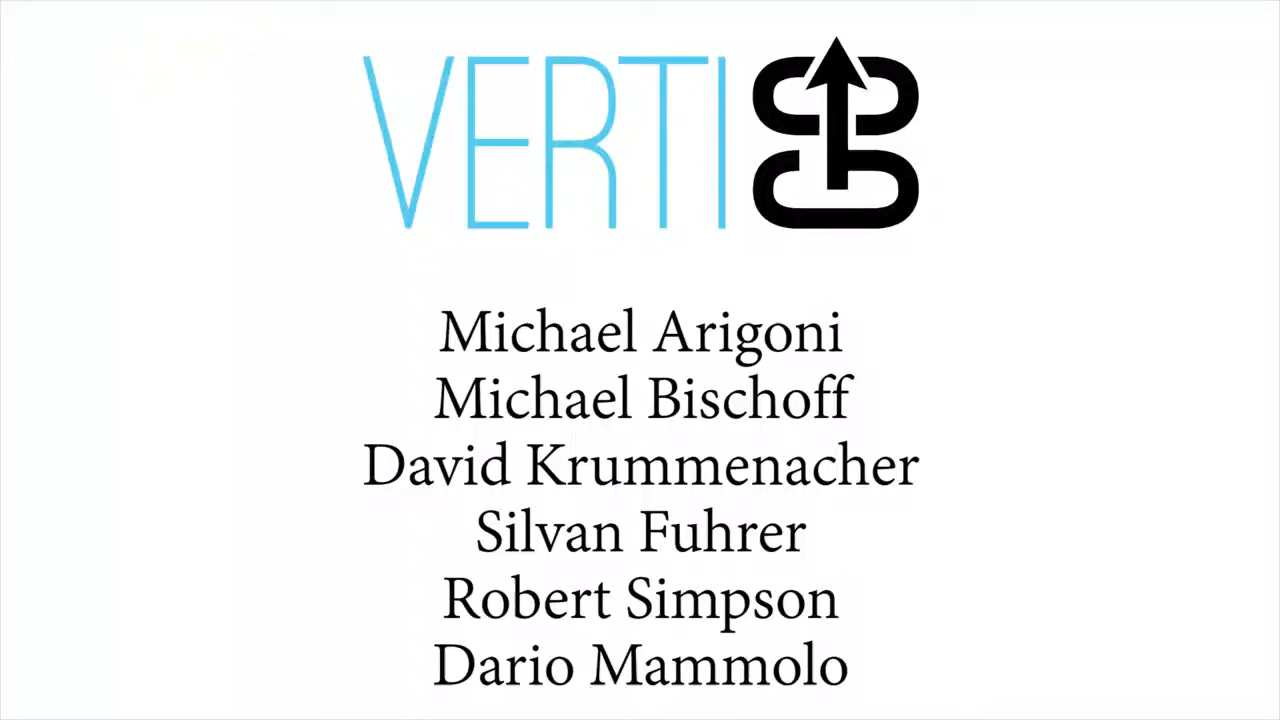 VERTI
Michael Arigoni
Michael Bischoff
David Krummenacher
Silvan Fuhrer
Robert Simpson
Dario Mammolo